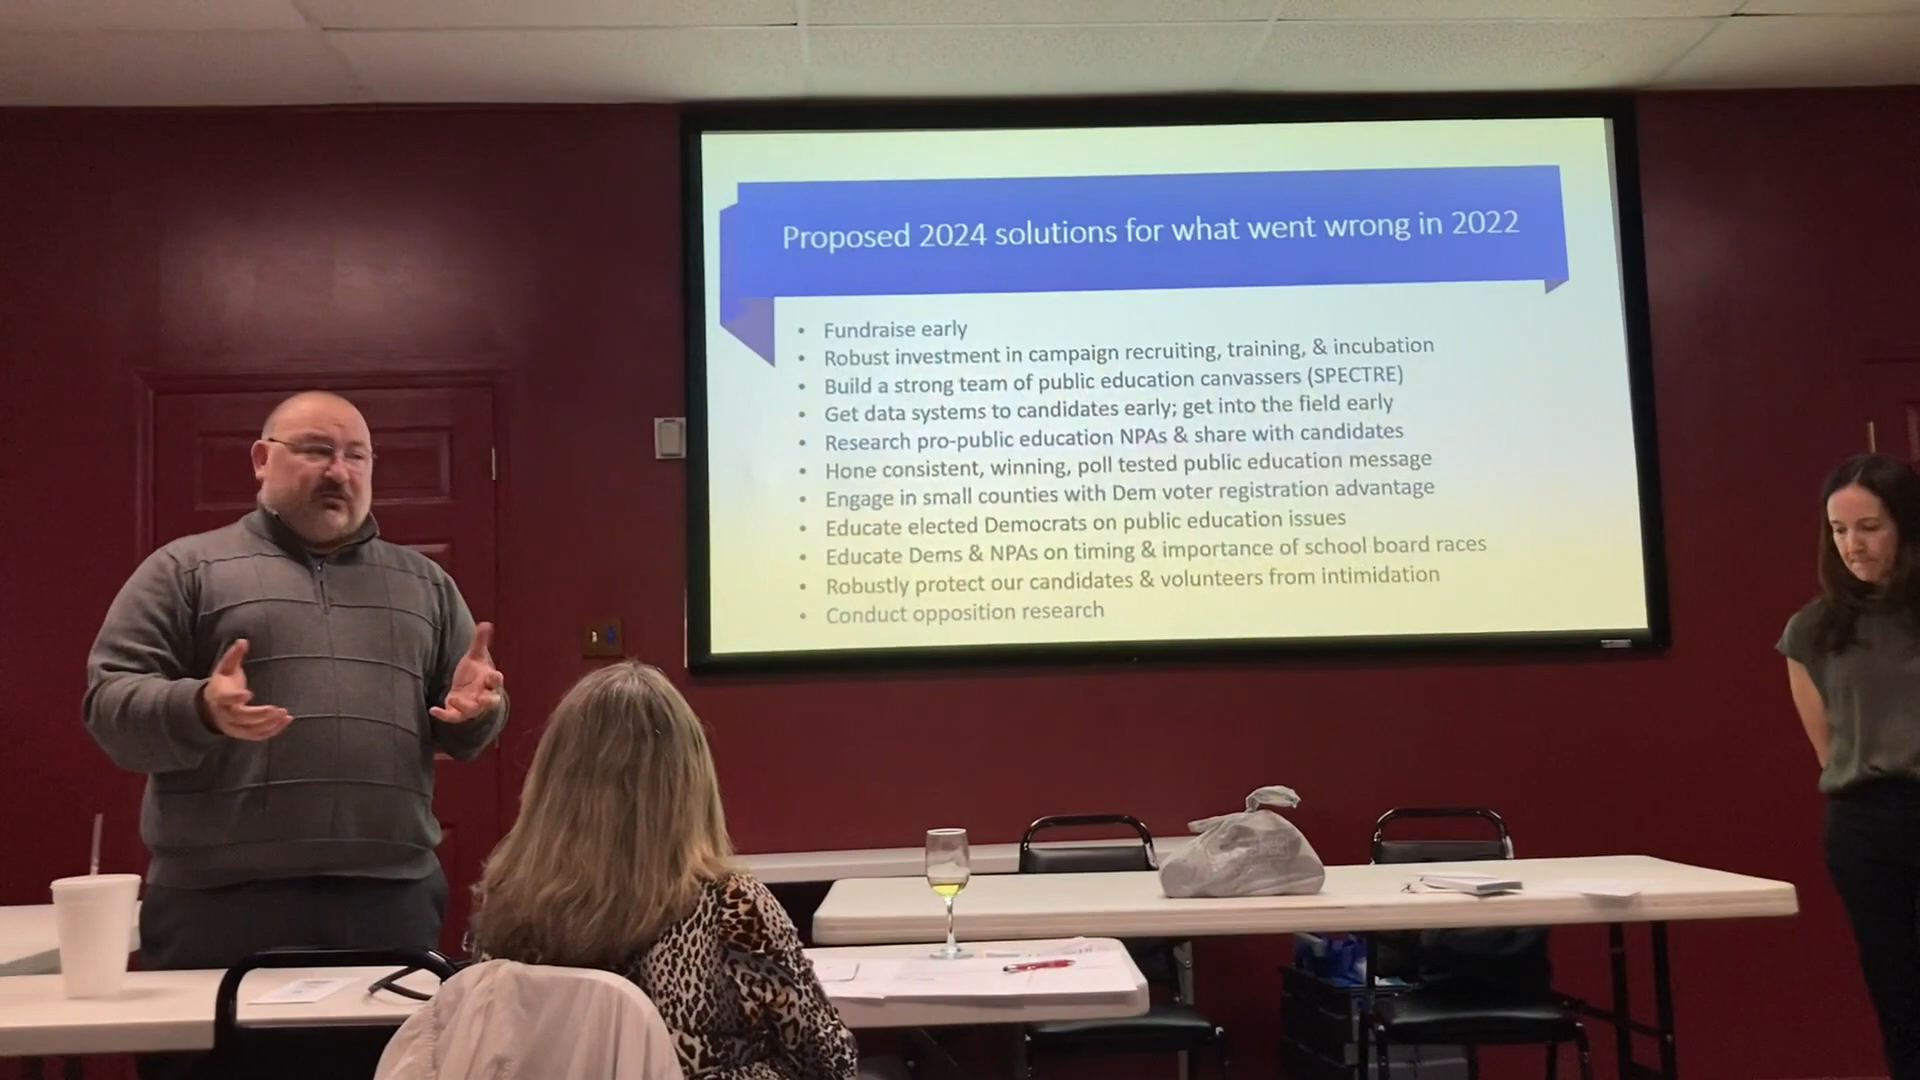 Proposed 2024 solutions for what went wrong in 2022
• Fundraise early
• Robust investment in campaign recruiting, training, & incubation
• Build a strong team of public education canvassers (SPECTRE)
• Get data systems to candidates early; get into the field early
• Research pro-public education NPAs & share with candidates
• Hone consistent, winning, poll tested public education message
• Engage in small counties with Dem voter registration advantage
• Educate elected Democrats on public education issues
• Educate Dems & NPAs on timing & importance of school board races
• Robustly protect our candidates & volunteers from intimidation
• Conduct opposition research